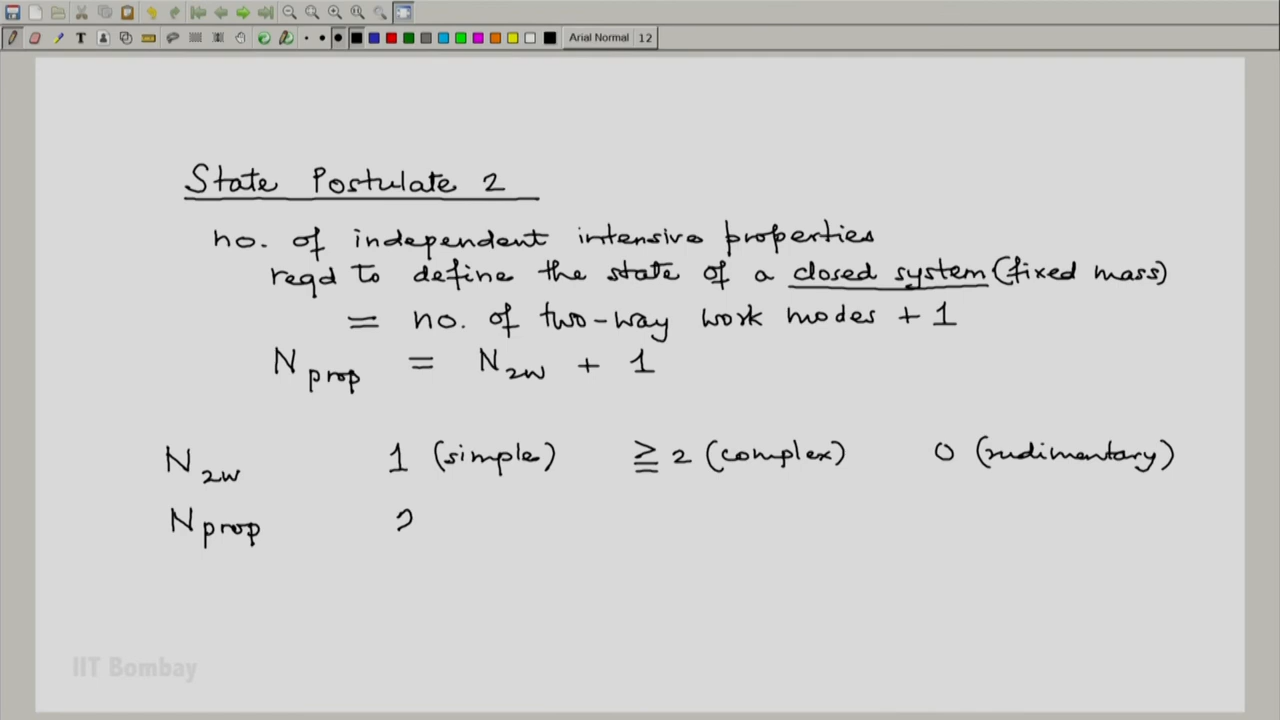 Arial Normal 12
State Postulate 2
no. of independent intensive properties
reqd to define the state of a closed system (fixed mass)
= no. of two-way work modes + 1
N prop = N 2W + 1
N 2W 1 (simple) ≧ 2 (complex) 0 (rudimentary)
N prop 2
IIT Bombay